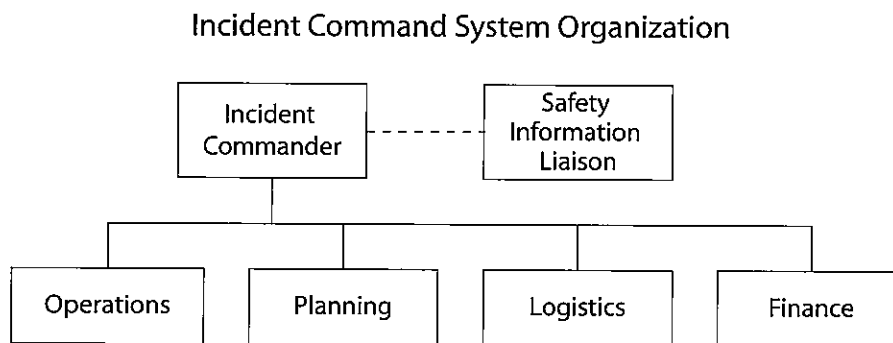 Incident Command System Organization
Incident
Commander
Safety
Information
Liaison
Operations
Planning
Logistics
Finance